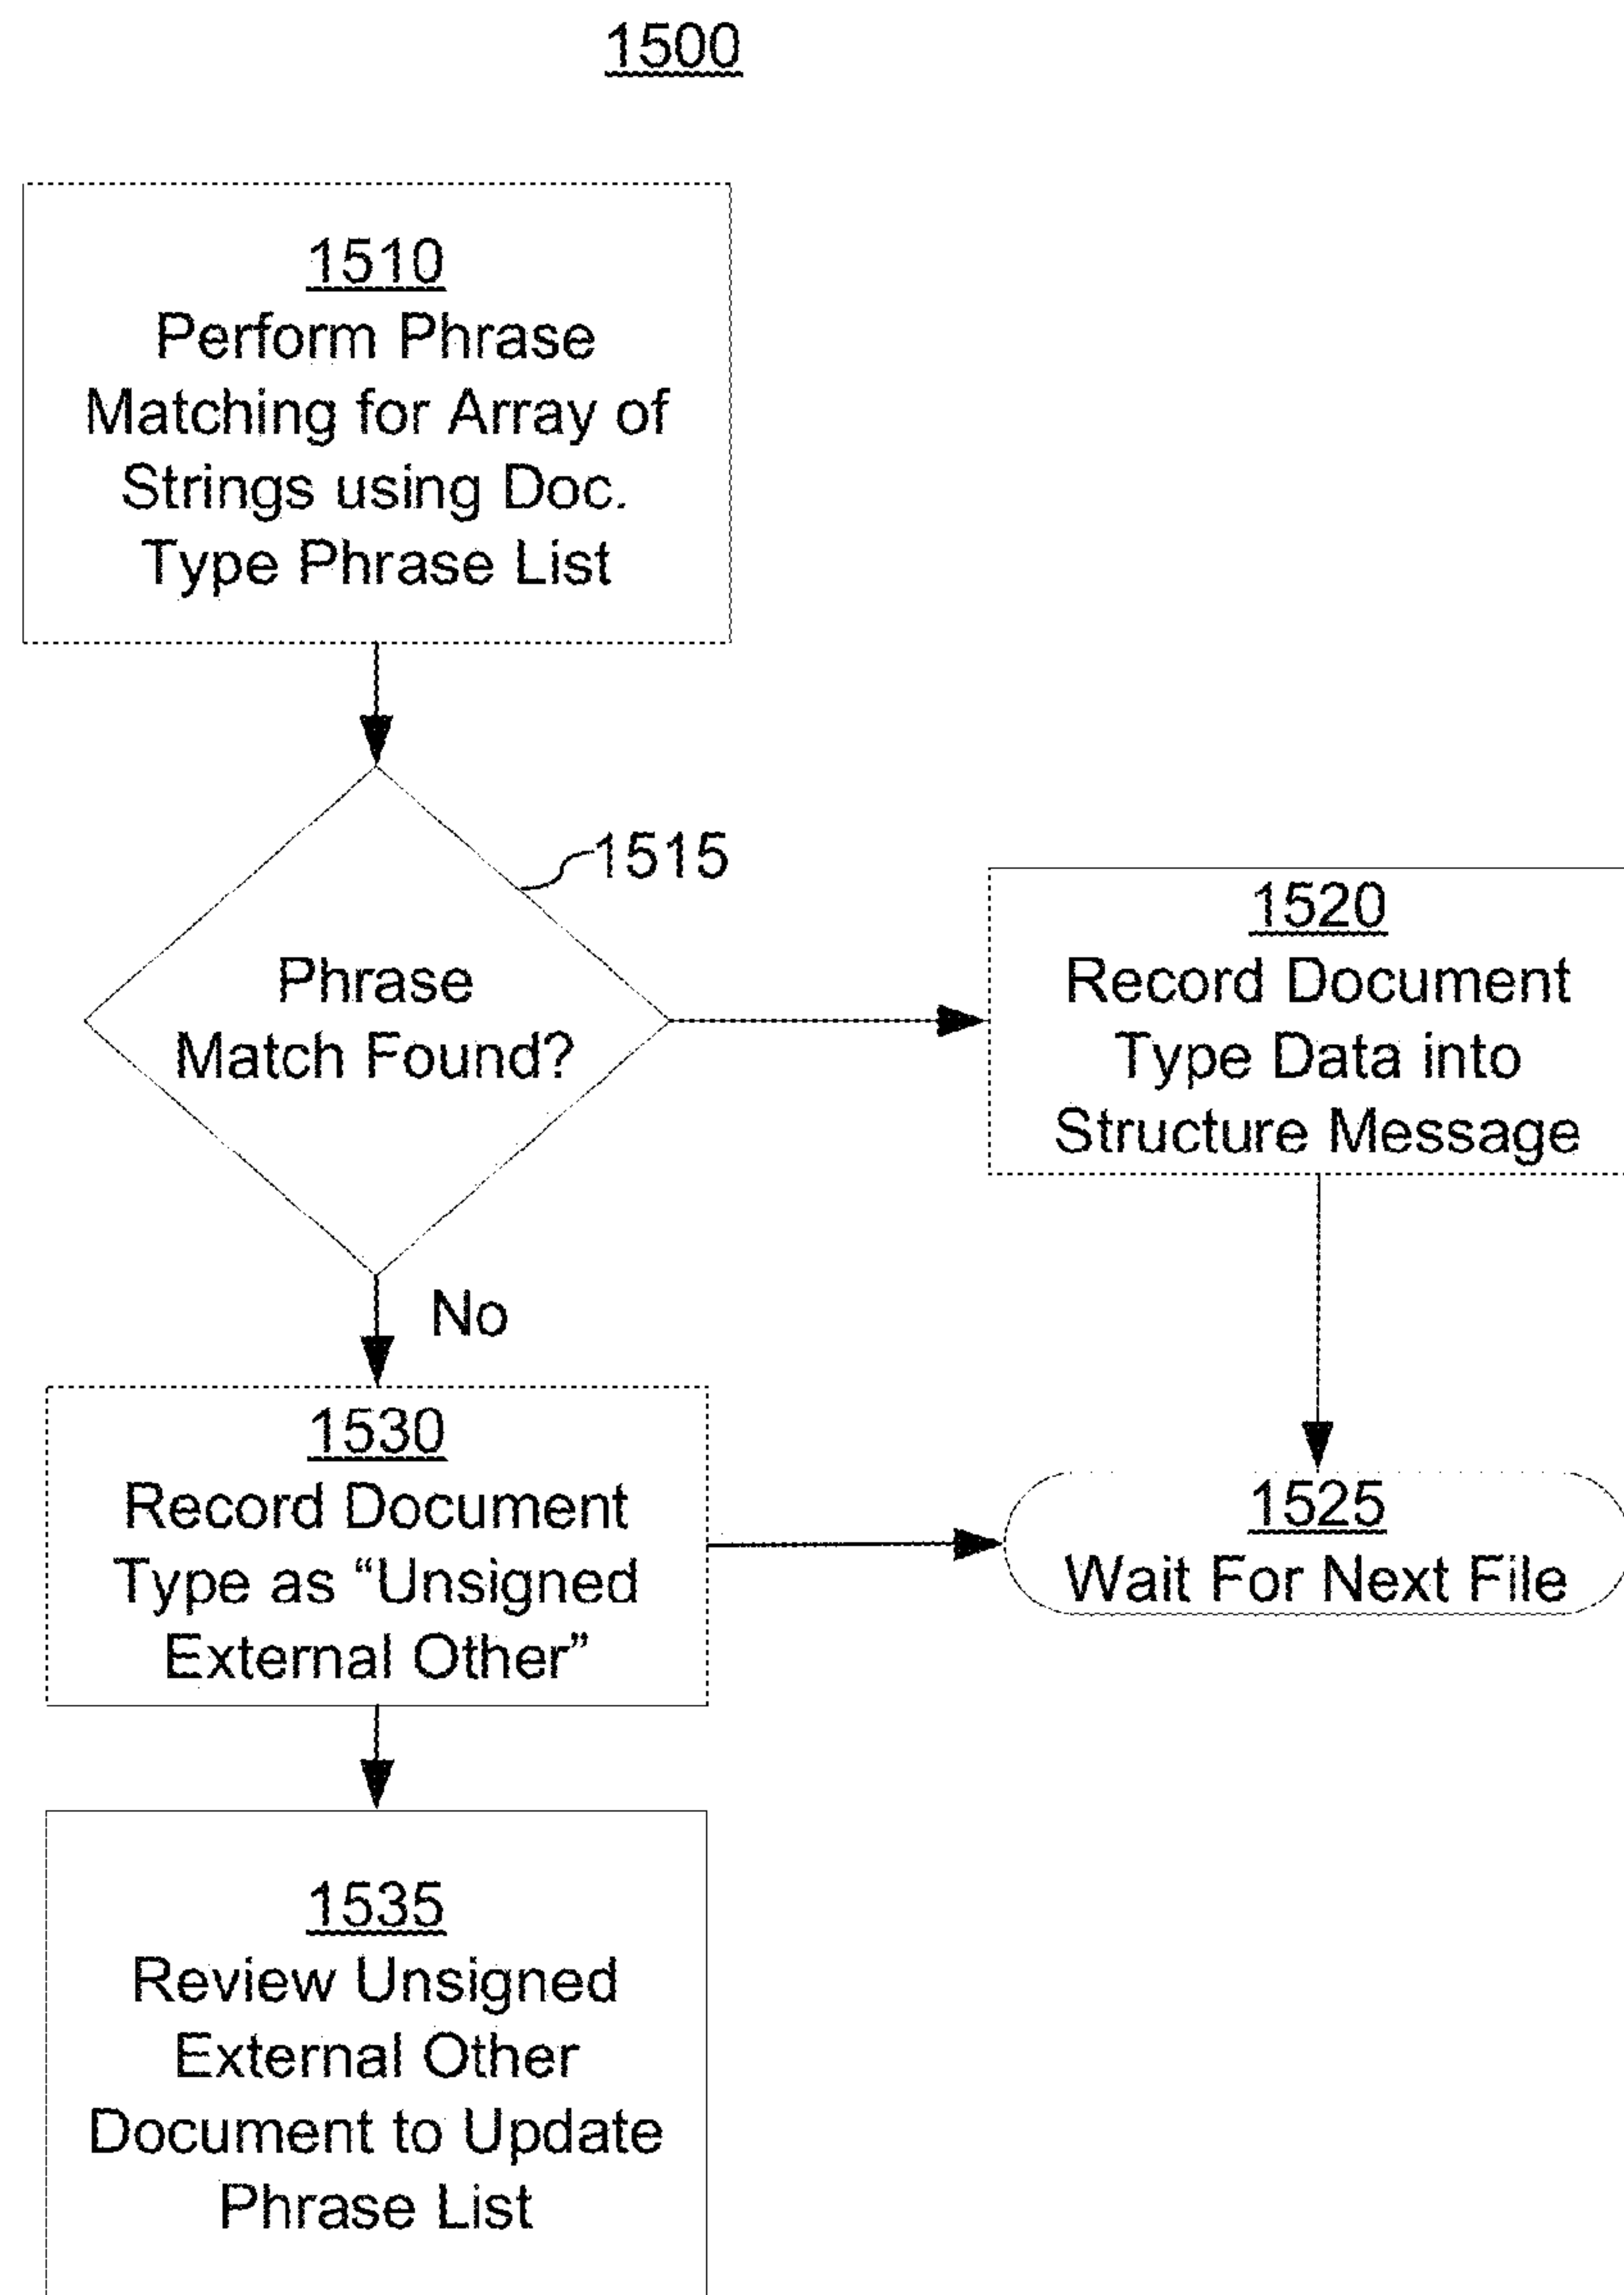 1500
1510
Perform Phrase
Matching for Array of
Strings using Doc.
Type Phrase List
1515
Phrase
Match Found?
1520
Record Document
Type Data into
Structure Message
No
1530
Record Document
Type as “Unsigned
External Other”
1525
Wait For Next File
1535
Review Unsigned
External Other
Document to Update
Phrase List